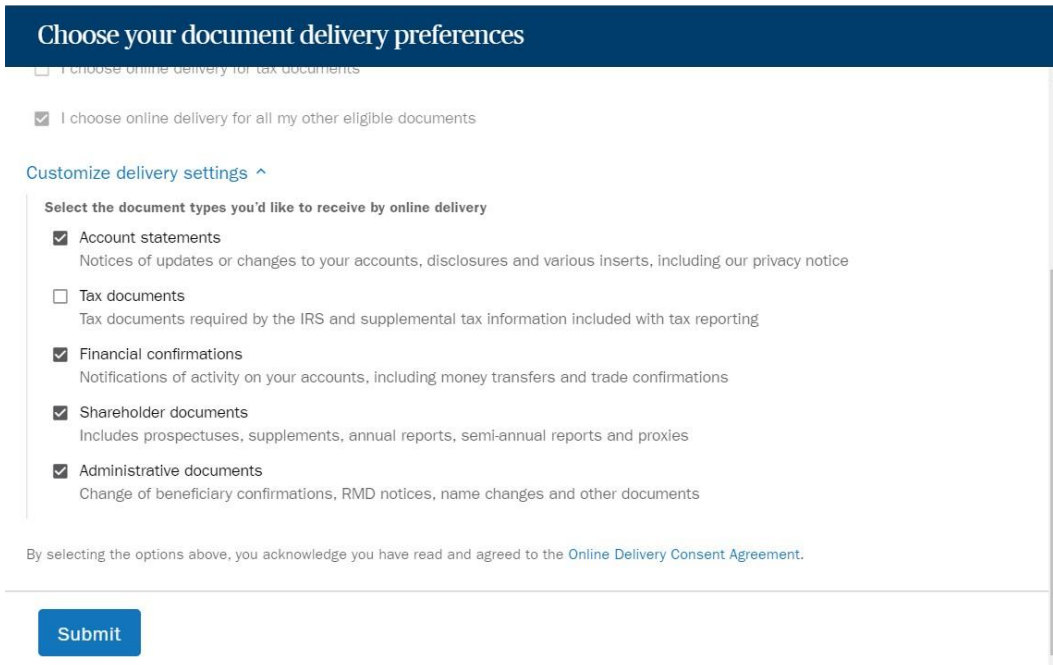 Choose your document delivery preferences
I choose online delivery for tax documents
I choose online delivery for all my other eligible documents
Customize delivery settings
Select the document types you'd like to receive by online delivery
Account statements
Notices of updates or changes to your accounts, disclosures and various inserts, including our privacy notice
Tax documents
Tax documents required by the IRS and supplemental tax information included with tax reporting
Financial confirmations
Notifications of activity on your accounts, including money transfers and trade confirmations
Shareholder documents
Includes prospectuses, supplements, annual reports, semi-annual reports and proxies
Administrative documents
Change of beneficiary confirmations, RMD notices, name changes and other documents
By selecting the options above, you acknowledge you have read and agreed to the Online Delivery Consent Agreement.
Submit